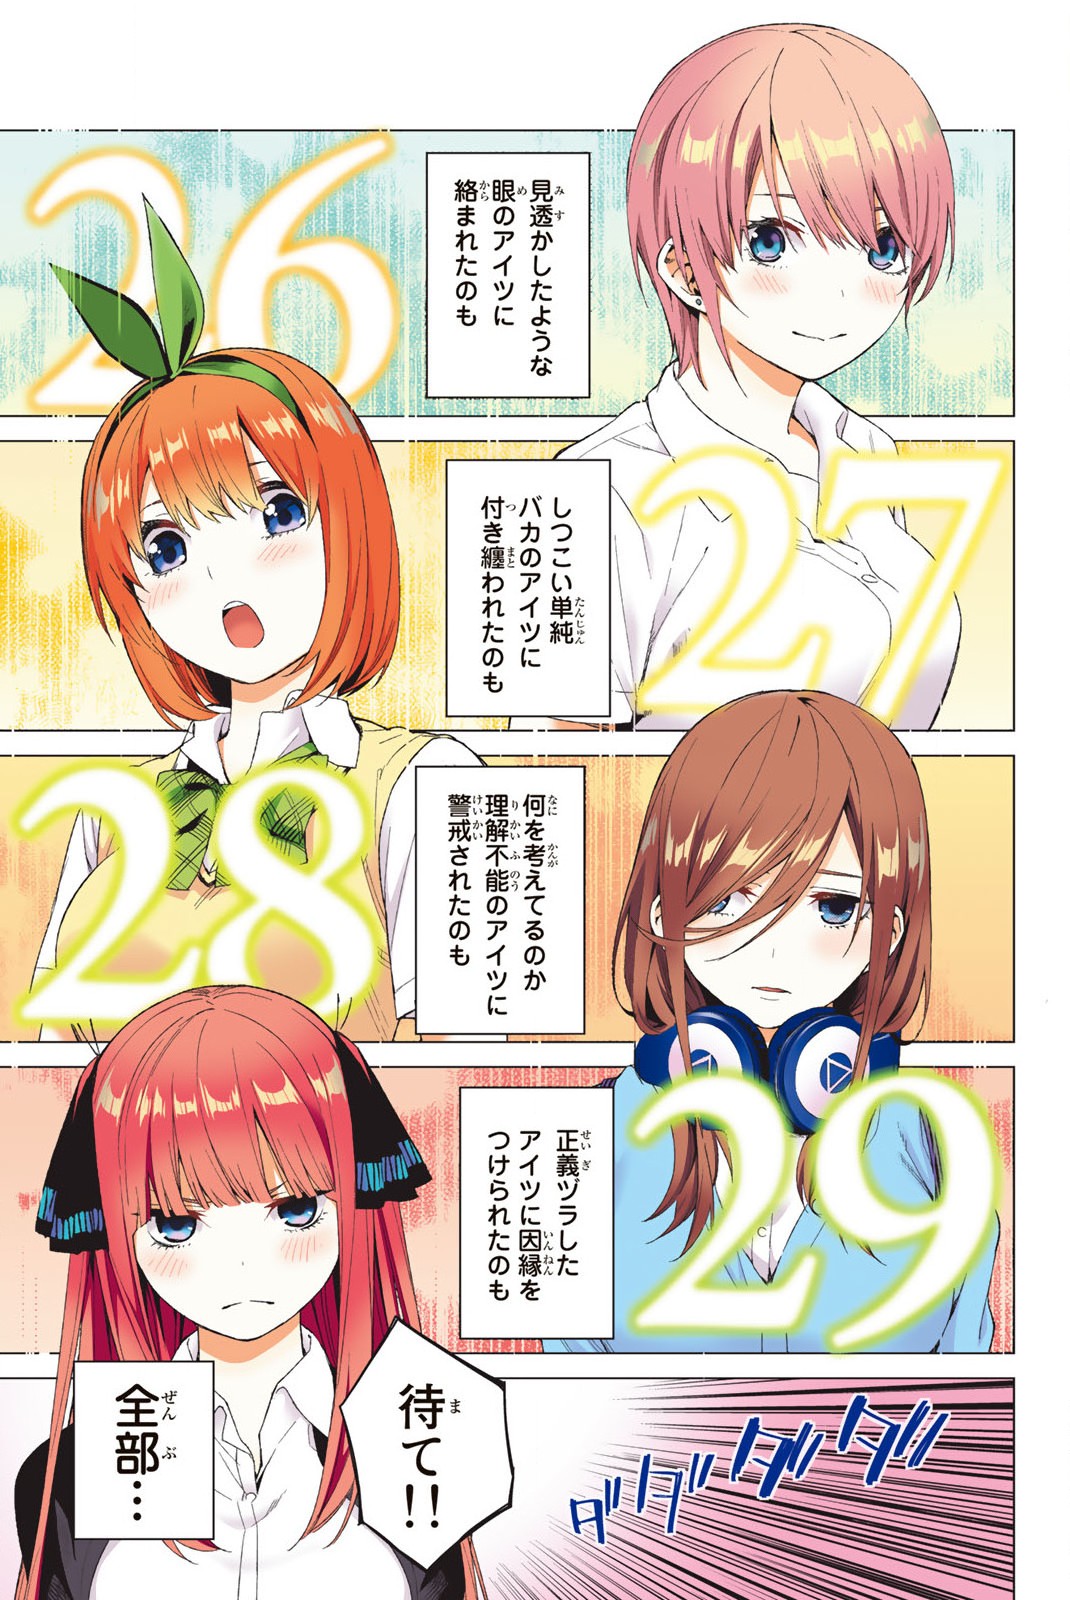 26
見透かしたような
眼のアイツに
絡まれたのも
27
しつこい単純
バカのアイツに
付き纏われたのも
28
何を考えてるのか
理解不能のアイツに
警戒されたのも
29
正義ヅラした
アイツに因縁を
つけられたのも
待て!!
全部…
ダダダダダ